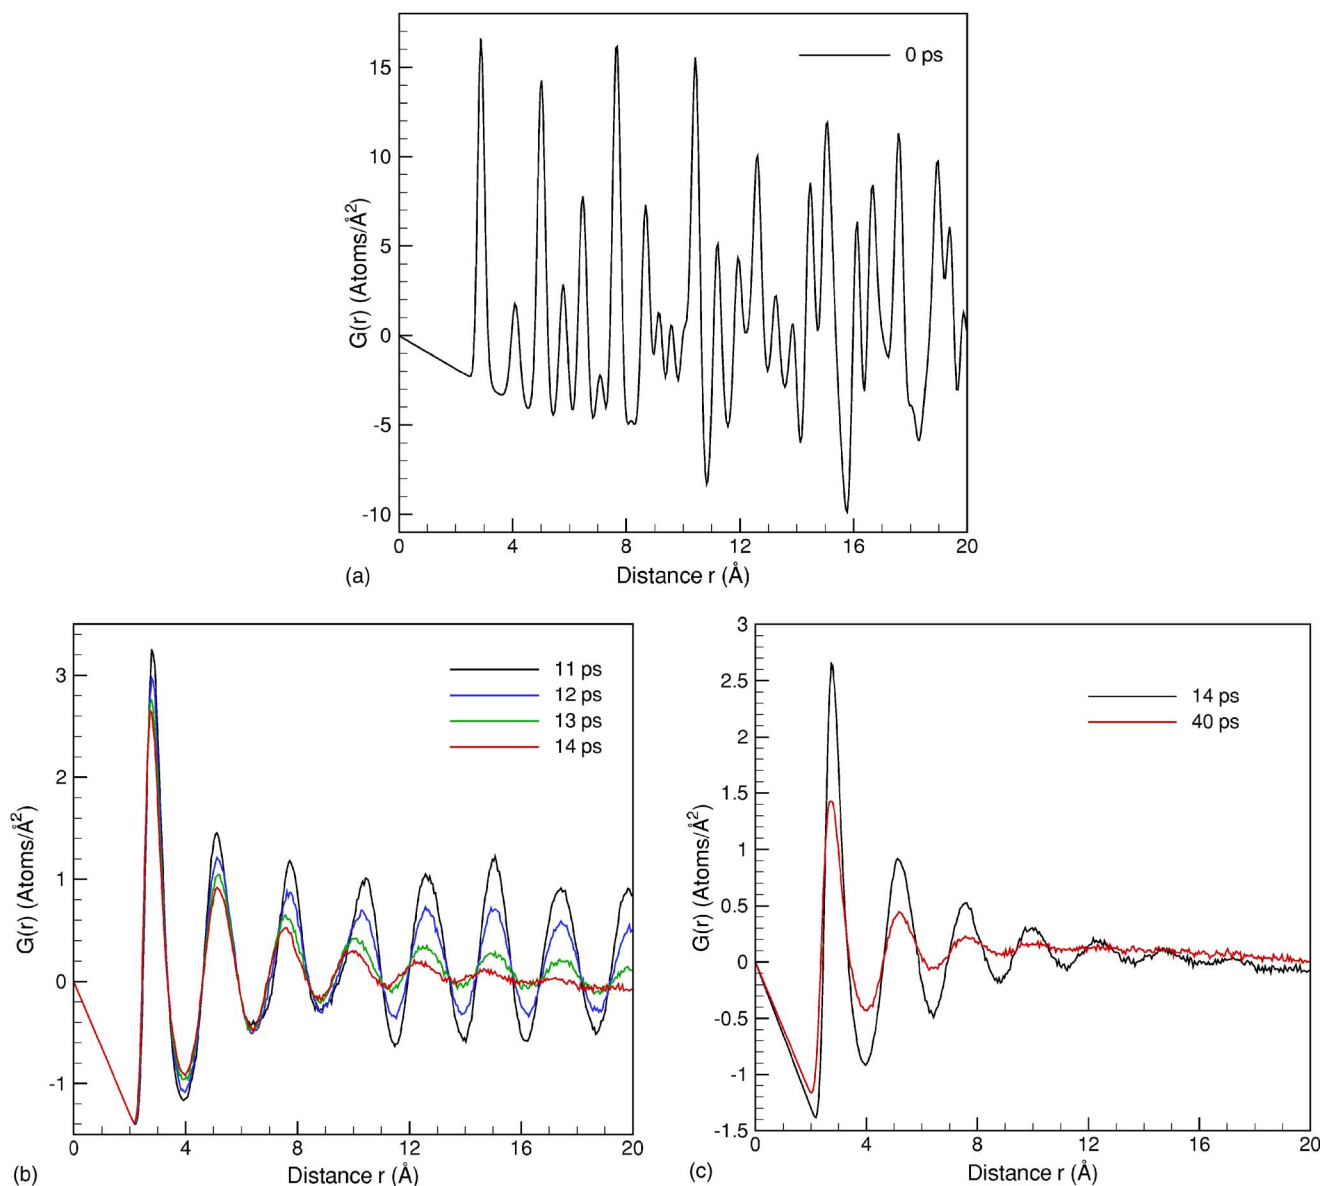 0 ps
15
10
5
0
-5
-10
G(r) (Atoms/Å²)
0 4 8 12 16 20
(a) Distance r (Å)
11 ps
12 ps
13 ps
14 ps
3
2
1
0
-1
G(r) (Atoms/Å²)
0 4 8 12 16 20
(b) Distance r (Å)
14 ps
40 ps
3
2.5
2
1.5
1
0.5
0
-0.5
-1
-1.5
G(r) (Atoms/Å²)
0 4 8 12 16 20
(c) Distance r (Å)